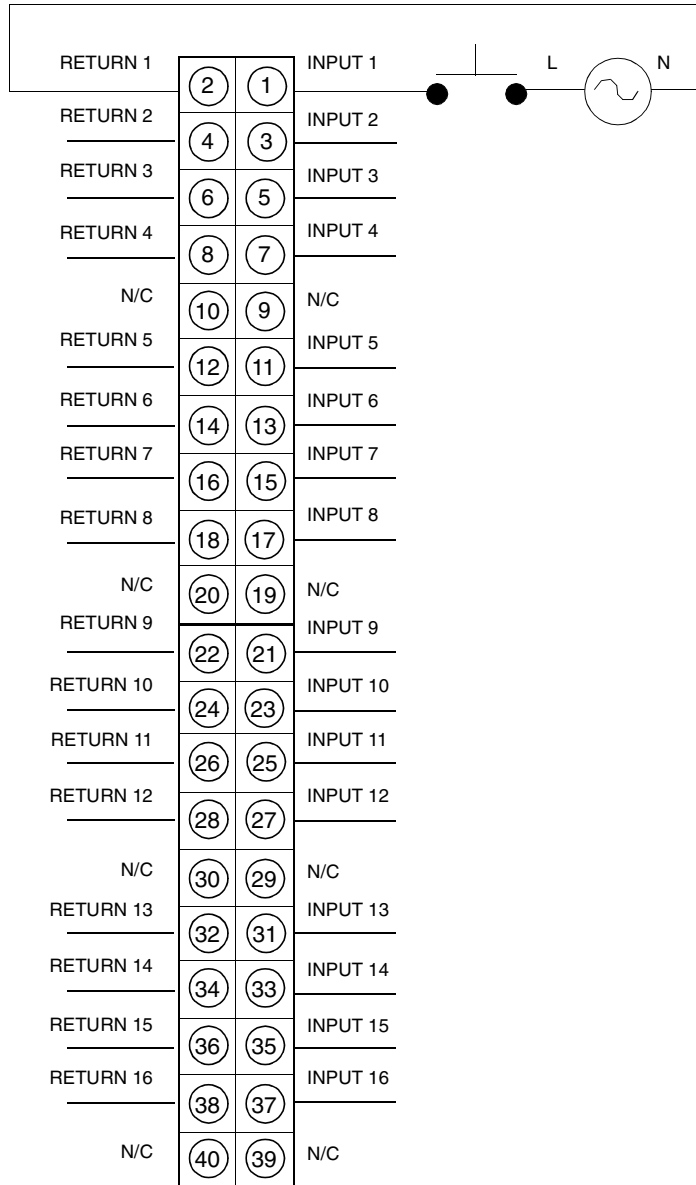 RETURN 1 2 1 INPUT 1 L N
RETURN 2 4 3 INPUT 2
RETURN 3 6 5 INPUT 3
RETURN 4 8 7 INPUT 4
N/C 10 9 N/C
RETURN 5 12 11 INPUT 5
RETURN 6 14 13 INPUT 6
RETURN 7 16 15 INPUT 7
RETURN 8 18 17 INPUT 8
N/C 20 19 N/C
RETURN 9 22 21 INPUT 9
RETURN 10 24 23 INPUT 10
RETURN 11 26 25 INPUT 11
RETURN 12 28 27 INPUT 12
N/C 30 29 N/C
RETURN 13 32 31 INPUT 13
RETURN 14 34 33 INPUT 14
RETURN 15 36 35 INPUT 15
RETURN 16 38 37 INPUT 16
N/C 40 39 N/C